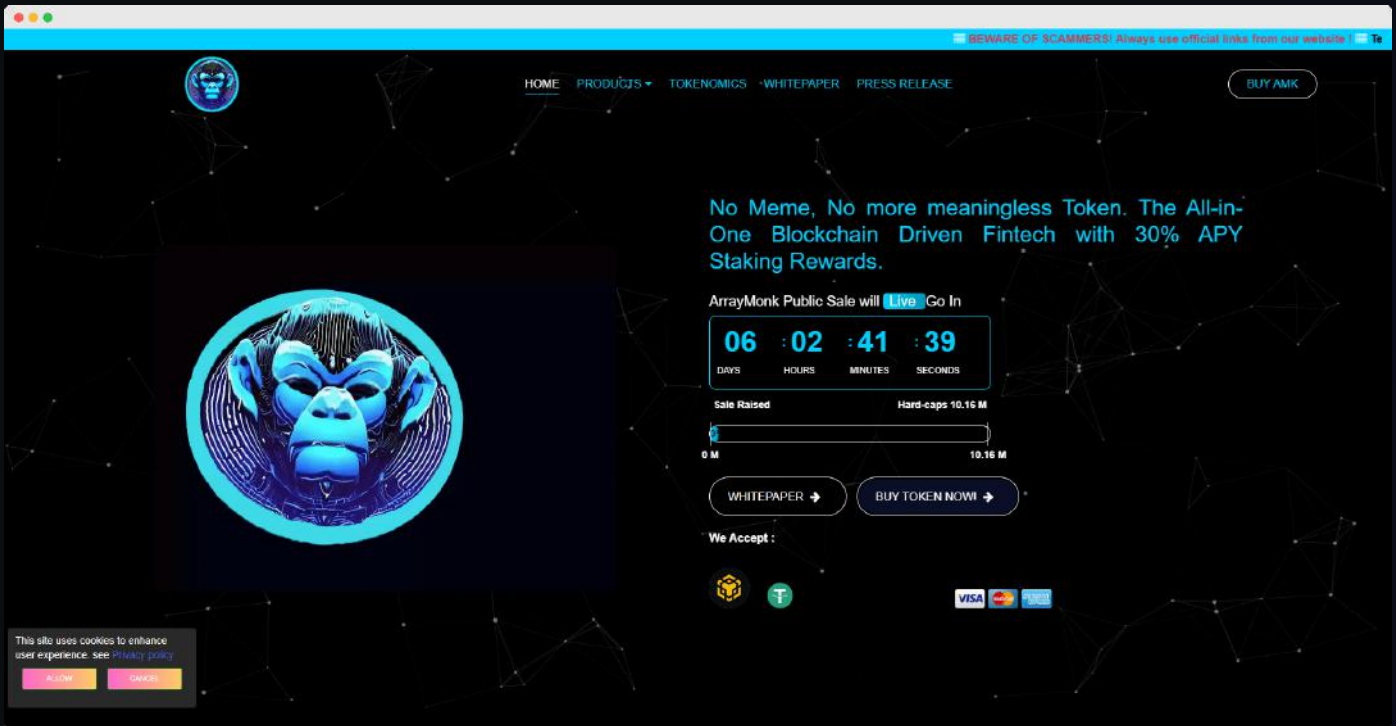 BEWARE OF SCAMMERS! Always use official links from our website ! Te
HOME PRODUCTS TOKENOMICS WHITEPAPER PRESS RELEASE BUY AMK
No Meme, No more meaningless Token. The All-in-
One Blockchain Driven Fintech with 30% APY
Staking Rewards.
ArrayMonk Public Sale will Live Go In
06 : 02 : 41 : 39
DAYS HOURS MINUTES SECONDS
Sale Raised Hard-caps 10.16 M
0 M 10.16 M
WHITEPAPER BUY TOKEN NOW!
We Accept :
VISA
This site uses cookies to enhance
user experience. see Privacy policy
ALLOW CANCEL